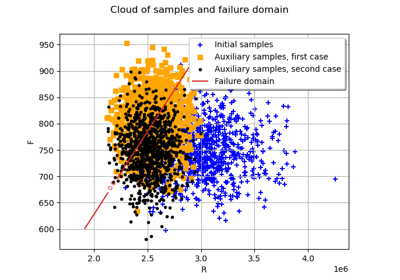 Cloud of samples and failure domain
Initial samples
Auxiliary samples, first case
Auxiliary samples, second case
Failure domain
F
950
900
850
800
750
700
650
600
2.0
2.5
3.0
3.5
4.0
1e6
R